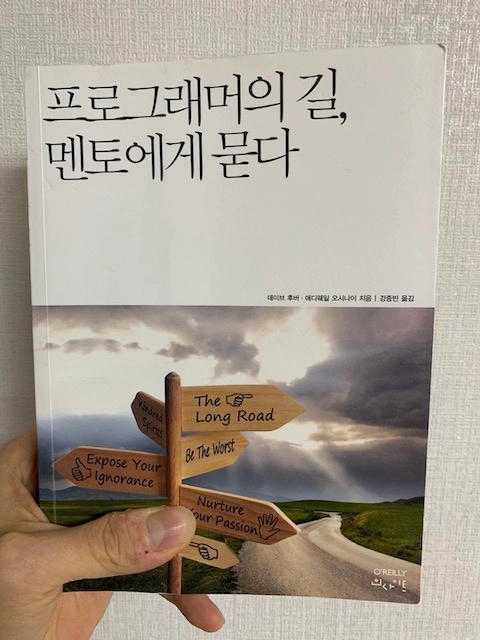 프로그래머의 길,
멘토에게 묻다
데이브 후버 · 애디웨일 오시나이 지음 | 강중빈 옮김
The
Long Road
Kindred
Spirits
Be The Worst
Expose Your
Ignorance
Nurture
Your Passion
O'REILLY
인사이트